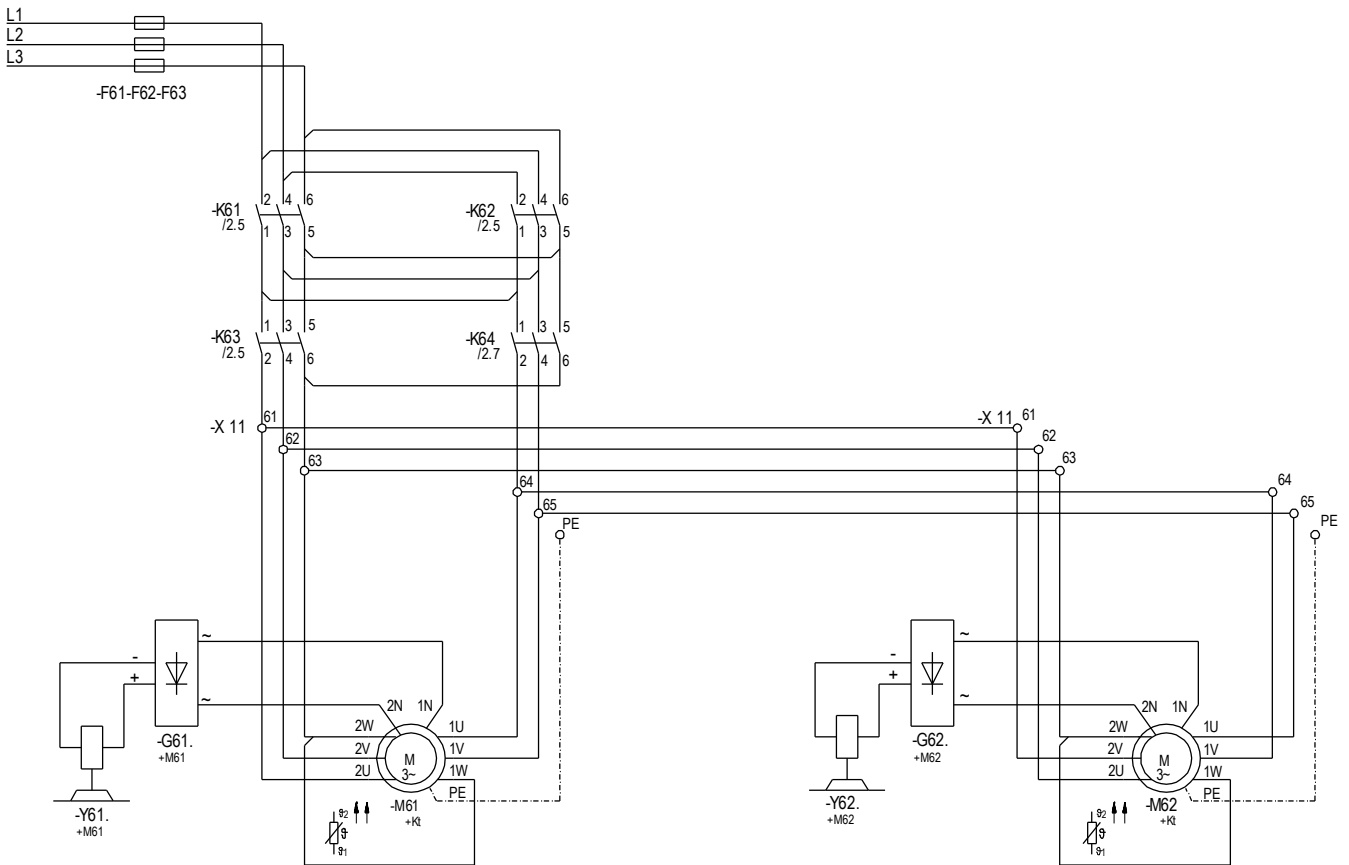 L1
L2
L3
-F61-F62-F63
2 4 6
2 4 6
-K61
/2.5
-K62
/2.5
1 3 5
1 3 5
1 3 5
1 3 5
-K63
/2.5
-K64
/2.7
2 4 6
2 4 6
-X 11 61
-X 11 61
62
62
63
63
64
64
65
65
PE
PE
~
~
-
-
+
+
~
~
2N 1N
2N 1N
2W 1U
2W 1U
2V M 1V
2V M 1V
2U 3~ 1W
2U 3~ 1W
PE
PE
-G61.
+M61
-G62.
+M62
-Y61.
+M61
-Y62.
+M62
-M61
+Kt
-M62
+Kt
ϑ2
ϑ
ϑ1
ϑ2
ϑ
ϑ1